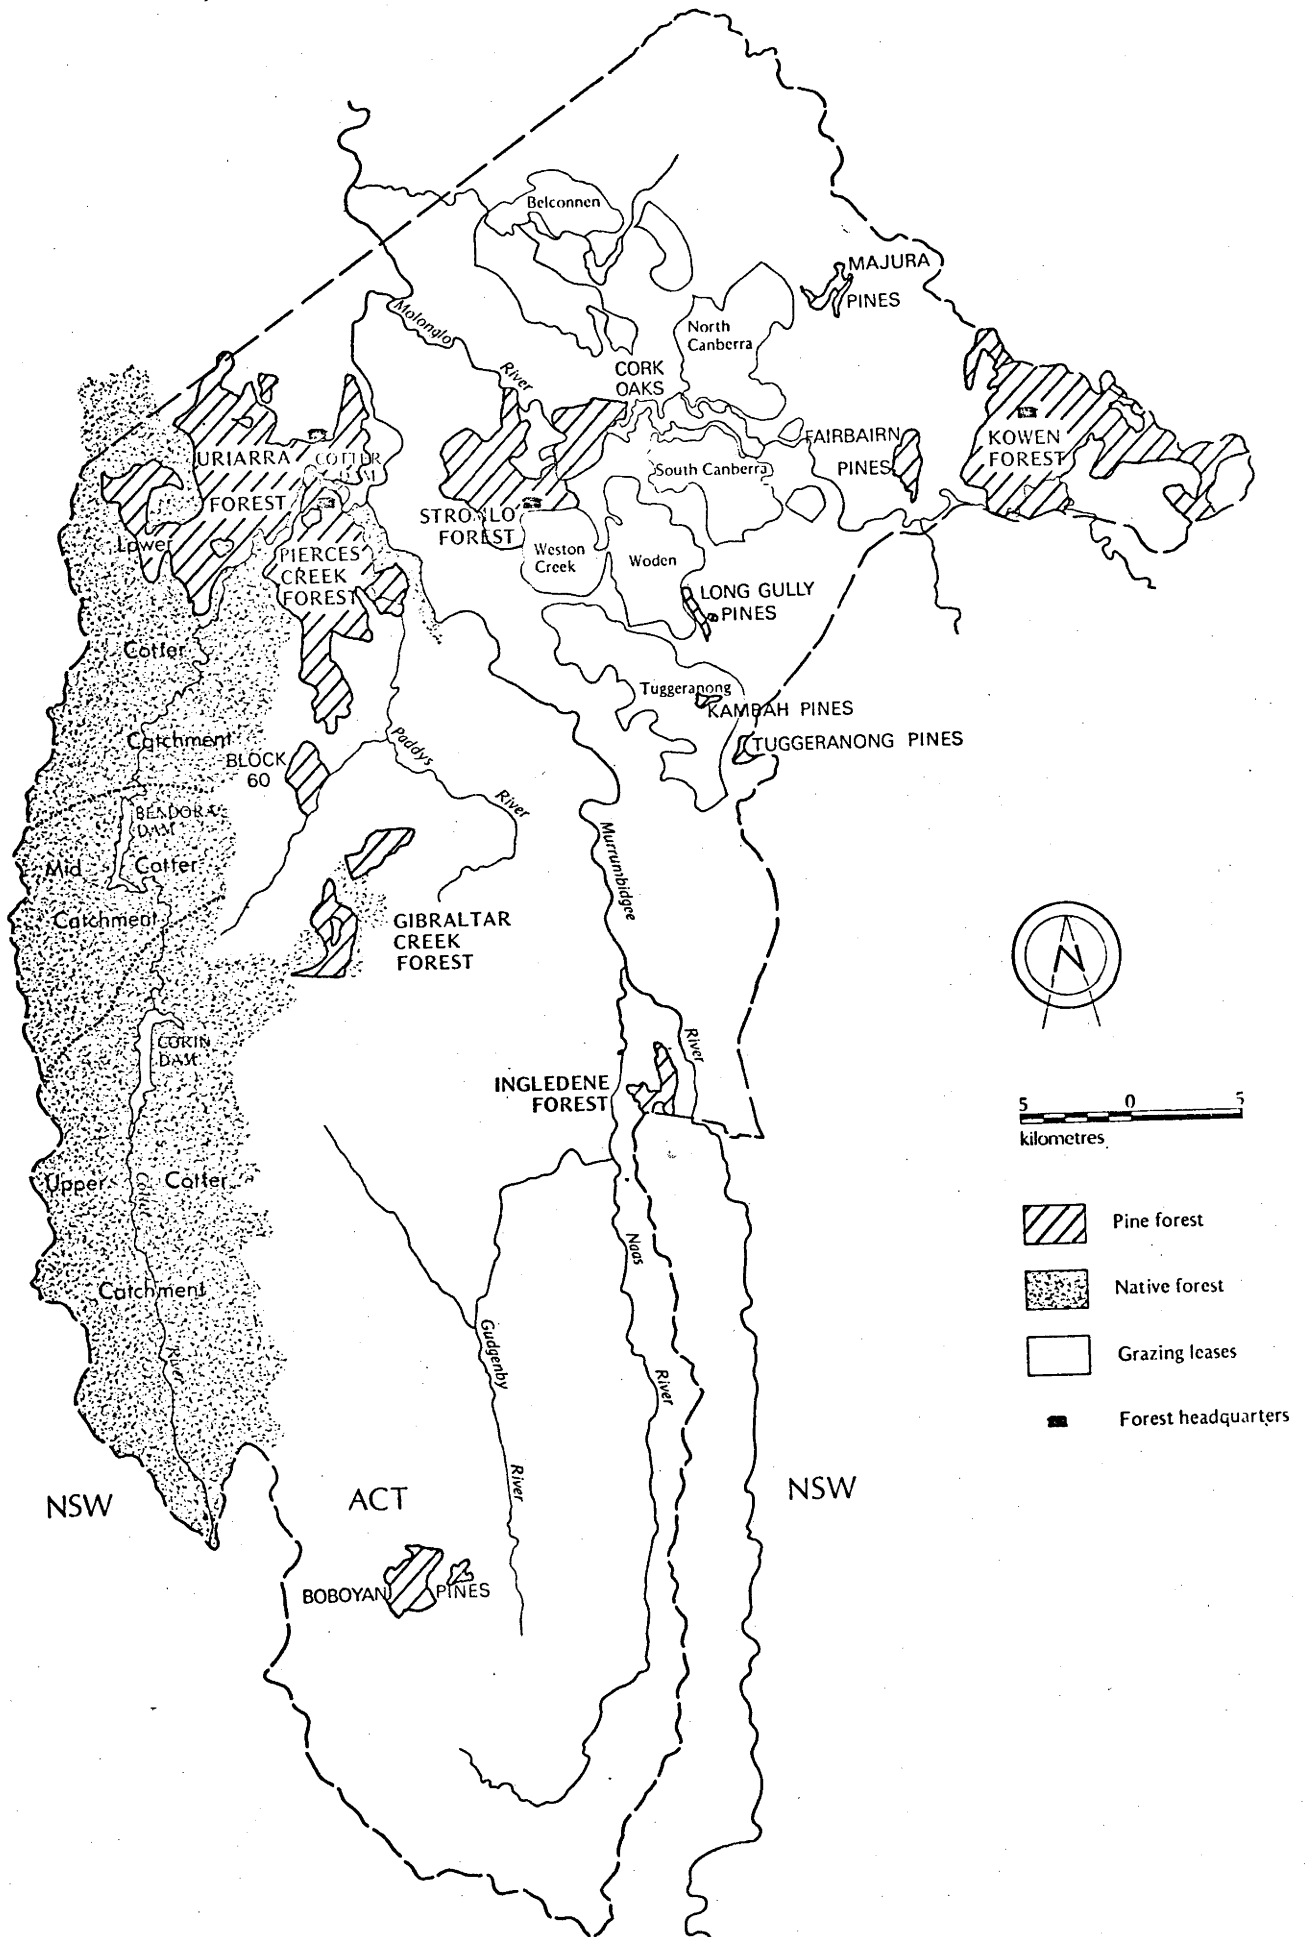 Belconnen
MAJURA
PINES
Molonglo
River
North
Canberra
CORK
OAKS
URIARRA
FOREST
COTTER
DAM
FAIRBAIRN
PINES
KOWEN
FOREST
South Canberra
STROMLO
FOREST
Weston
Creek
Woden
Lower
Cotter
Catchment
PIERCES
CREEK
FOREST
LONG GULLY
PINES
Tuggeranong
KAMBAH PINES
TUGGERANONG PINES
BLOCK
60
Paddys
River
BENDORA
DAM
Mid Cotter
Catchment
Murrumbidgee
River
GIBRALTAR
CREEK
FOREST
N
CORIN
DAM
INGLEDENE
FOREST
5 0 5
kilometres
Upper Cotter
Catchment
Cotter
River
Naas
River
Gudgenby
River
Pine forest
Native forest
Grazing leases
Forest headquarters
NSW
ACT
NSW
BOBOYAN PINES